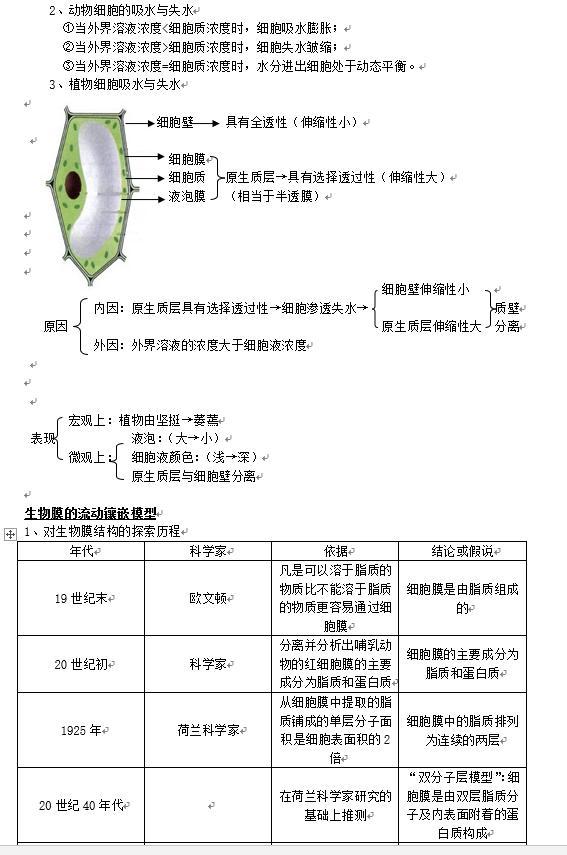 2、动物细胞的吸水与失水
①当外界溶液浓度<细胞质浓度时，细胞吸水膨胀；
②当外界溶液浓度>细胞质浓度时，细胞失水皱缩；
③当外界溶液浓度=细胞质浓度时，水分进出细胞处于动态平衡。
3、植物细胞吸水与失水
细胞壁→具有全透性（伸缩性小）
细胞膜
细胞质 原生质层→具有选择透过性（伸缩性大）
液泡膜 （相当于半透膜）
细胞壁伸缩性小
内因：原生质层具有选择透过性→细胞渗透失水→ 质壁
原因 原生质层伸缩性大 分离
外因：外界溶液的浓度大于细胞液浓度
宏观上：植物由坚挺→萎蔫
表现 液泡：（大→小）
微观上： 细胞液颜色：（浅→深）
原生质层与细胞壁分离
生物膜的流动镶嵌模型
1、对生物膜结构的探索历程
年代 科学家 依据 结论或假说
19世纪末 欧文顿
凡是可以溶于脂质的
物质比不能溶于脂质
的物质更容易通过细
胞膜
细胞膜是由脂质组成
的
20世纪初 科学家
分离并分析出哺乳动
物的红细胞膜的主要
成分为脂质和蛋白质
细胞膜的主要成分为
脂质和蛋白质
1925年 荷兰科学家
从细胞膜中提取的脂
质铺成的单层分子面
积是细胞表面积的2
倍
细胞膜中的脂质排列
为连续的两层
20世纪40年代
在荷兰科学家研究的
基础上推测
“双分子层模型”：细
胞膜是由双层脂质分
子及内表面附着的蛋
白质构成